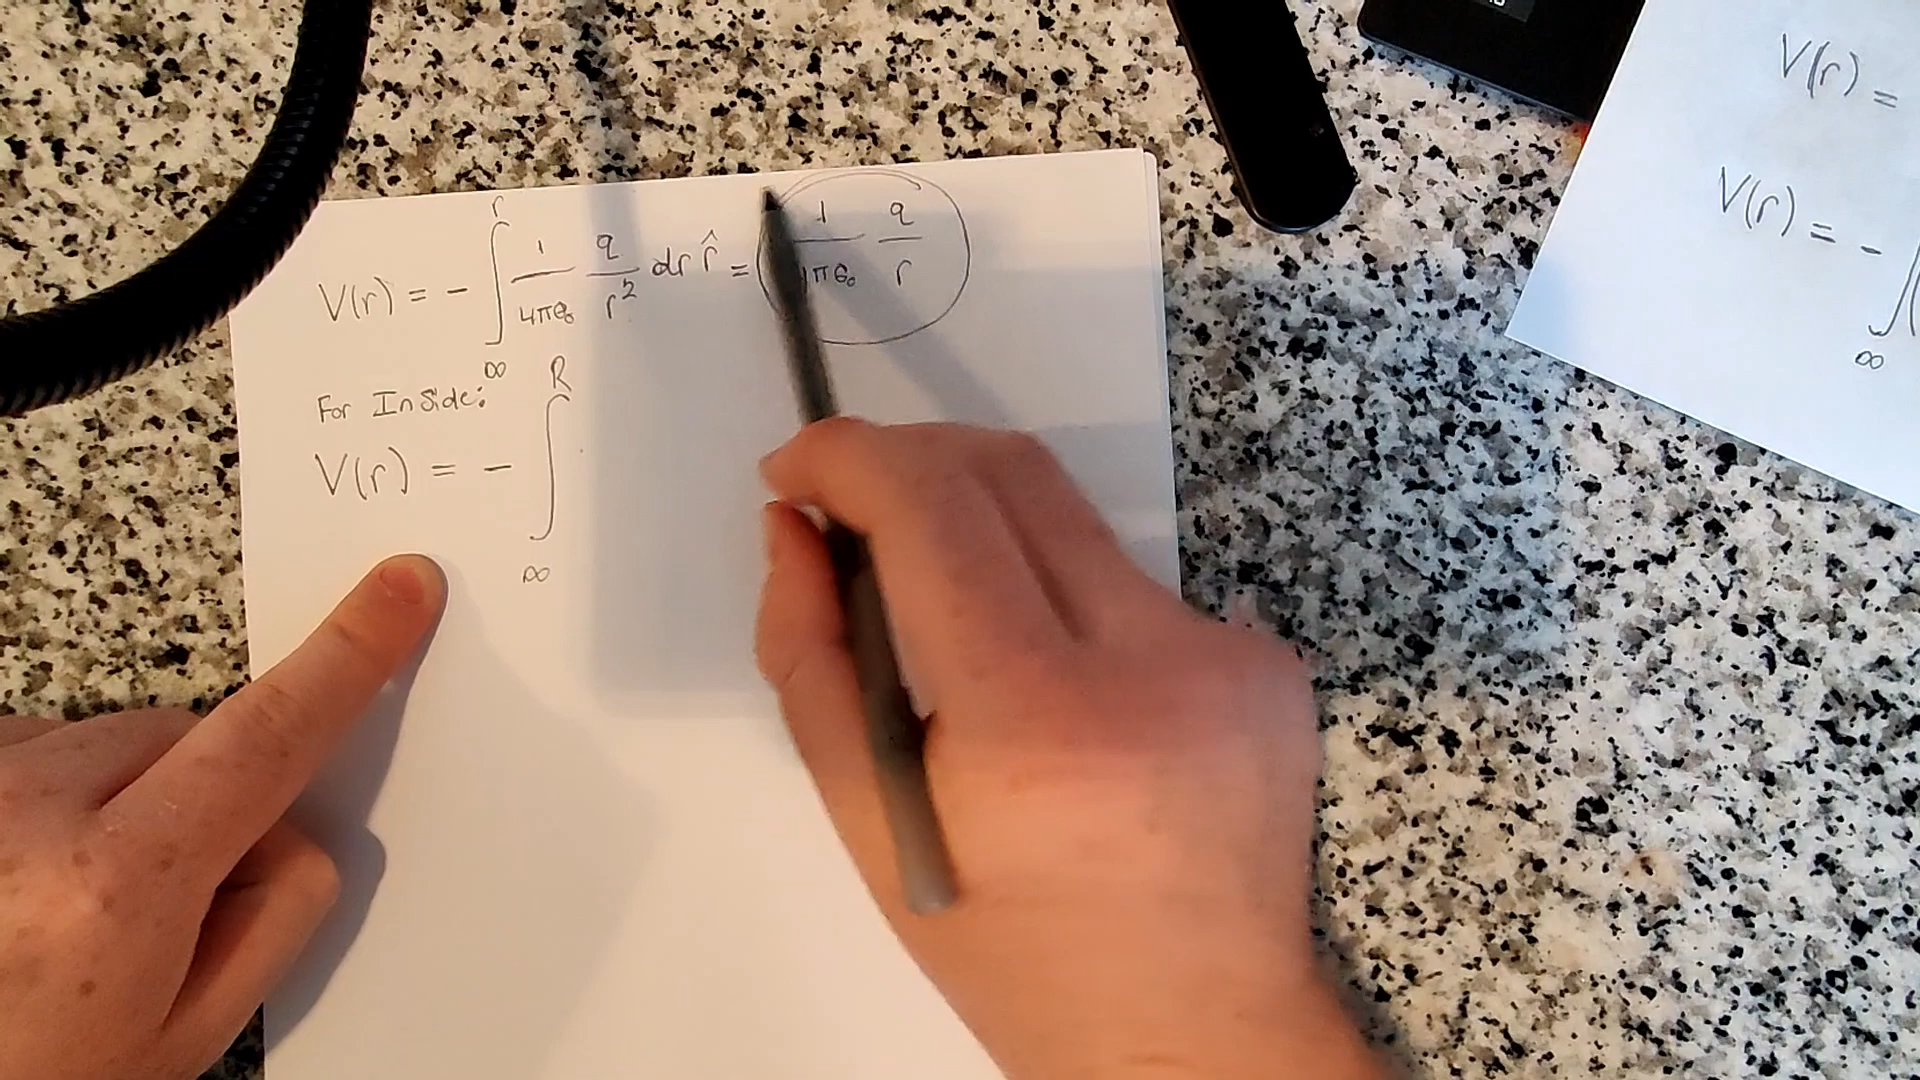 V(r) = - ∫_∞^r 1/4πε₀ q/r² dr r̂ = 1/4πε₀ q/r
For Inside:
V(r) = - ∫_∞^R
V(r) =
V(r) = - ∫_∞